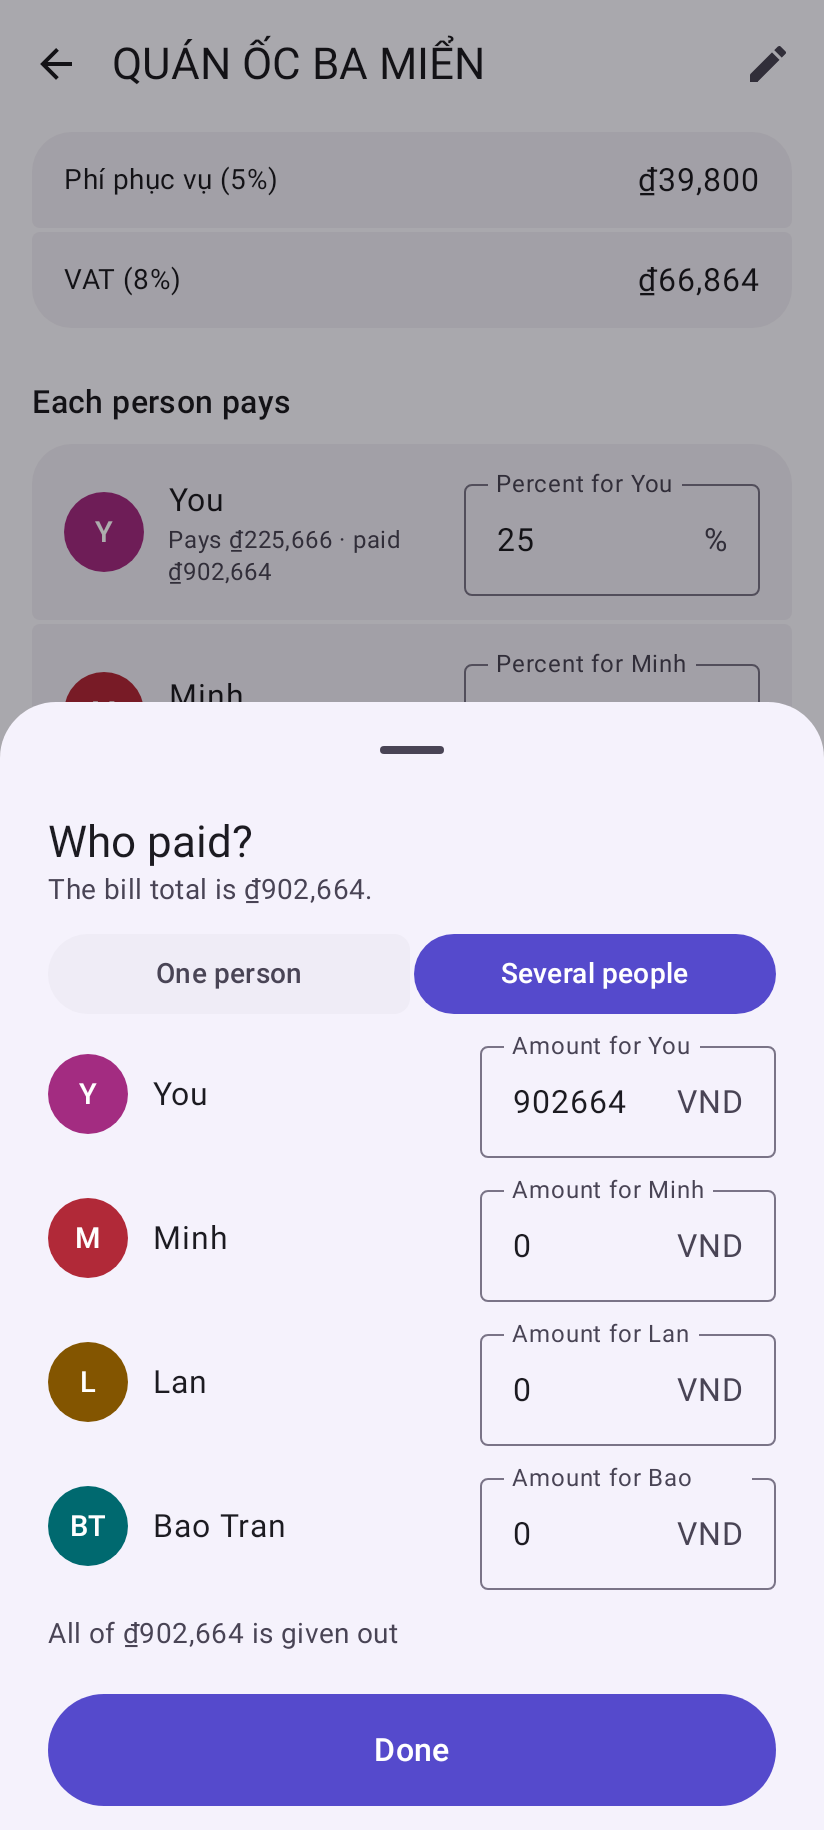 QUÁN ỐC BA MIỂN
Phí phục vụ (5%) ₫39,800
VAT (8%) ₫66,864
Each person pays
Y
You
Pays ₫225,666 · paid
₫902,664
Percent for You
25 %
Minh
Percent for Minh
Who paid?
The bill total is ₫902,664.
One person
Several people
Y
You
Amount for You
902664 VND
M
Minh
Amount for Minh
0 VND
L
Lan
Amount for Lan
0 VND
BT
Bao Tran
Amount for Bao
0 VND
All of ₫902,664 is given out
Done